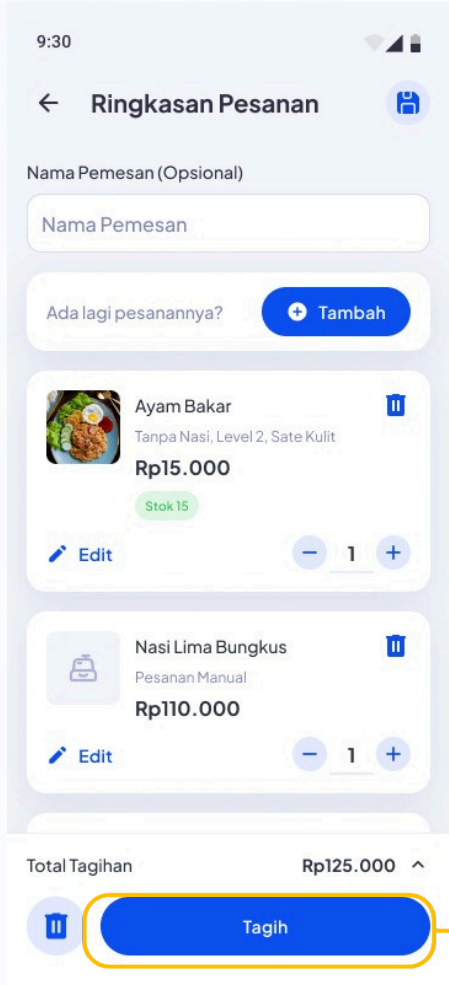 9:30
Ringkasan Pesanan
Nama Pemesan (Opsional)
Nama Pemesan
Ada lagi pesanannya?
Tambah
Ayam Bakar
Tanpa Nasi, Level 2, Sate Kulit
Rp15.000
Stok 15
Edit
1
Nasi Lima Bungkus
Pesanan Manual
Rp110.000
Edit
1
Total Tagihan
Rp125.000
Tagih